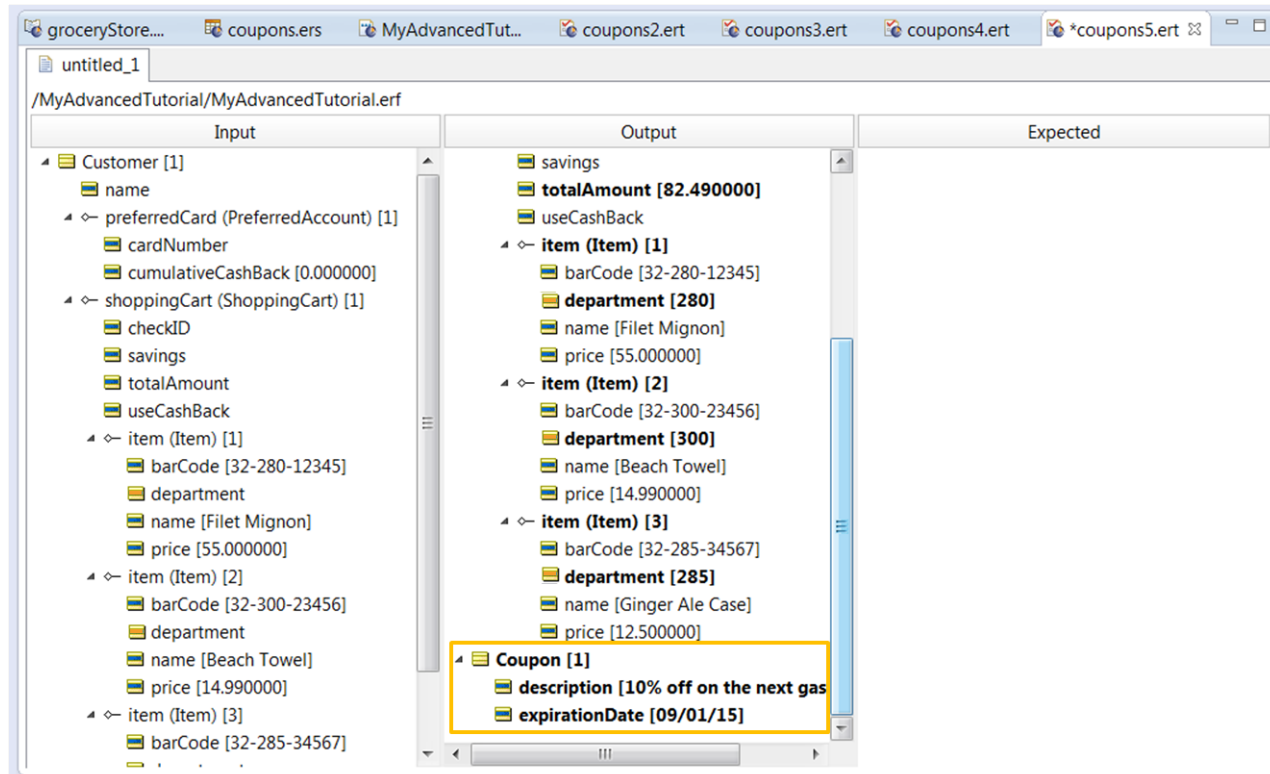 groceryStore.... coupons.ers MyAdvancedTut... coupons2.ert coupons3.ert coupons4.ert *coupons5.ert
untitled_1
/MyAdvancedTutorial/MyAdvancedTutorial.erf
Input Output Expected
Customer [1]
name
preferredCard (PreferredAccount) [1]
cardNumber
cumulativeCashBack [0.000000]
shoppingCart (ShoppingCart) [1]
checkID
savings
totalAmount
useCashBack
item (Item) [1]
barCode [32-280-12345]
department
name [Filet Mignon]
price [55.000000]
item (Item) [2]
barCode [32-300-23456]
department
name [Beach Towel]
price [14.990000]
item (Item) [3]
barCode [32-285-34567]
savings
totalAmount [82.490000]
useCashBack
item (Item) [1]
barCode [32-280-12345]
department [280]
name [Filet Mignon]
price [55.000000]
item (Item) [2]
barCode [32-300-23456]
department [300]
name [Beach Towel]
price [14.990000]
item (Item) [3]
barCode [32-285-34567]
department [285]
name [Ginger Ale Case]
price [12.500000]
Coupon [1]
description [10% off on the next gas
expirationDate [09/01/15]